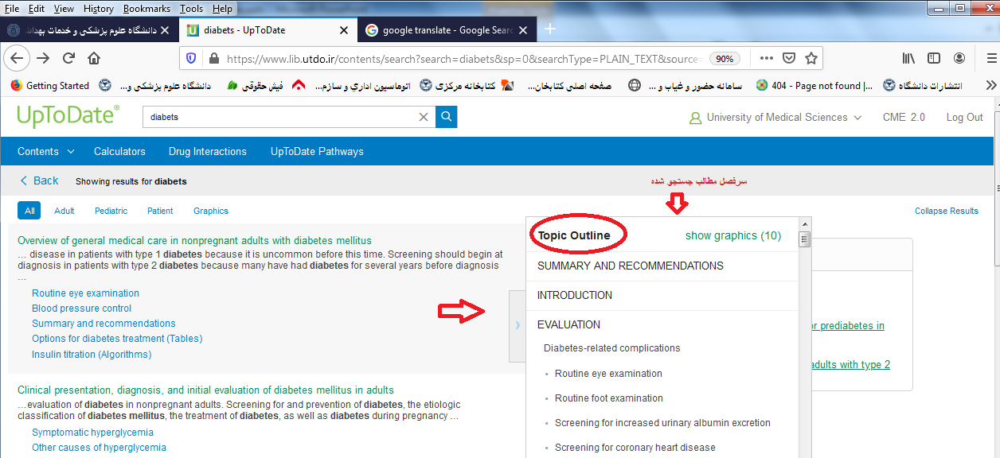 File Edit View History Bookmarks Tools Help
دانشگاه علوم پزشکی و خدمات بهداش
diabets - UpToDate
google translate - Google Sear
https://www.lib.utdo.ir/contents/search?search=diabets&sp=0&searchType=PLAIN_TEXT&source=
90%
Getting Started
دانشگاه علوم پزشکی و...
فیش حقوقی
اتوماسیون اداري و سازم...
کتابخانه مرکزی
صفحه اصلی کتابخان...
سامانه حضور و غیاب و ...
404 - Page not found |...
انتشارات دانشگاه
UpToDate®
diabets
University of Medical Sciences
CME 2.0
Log Out
Contents
Calculators
Drug Interactions
UpToDate Pathways
Back
Showing results for diabets
سرفصل مطالب جستجو شده
All
Adult
Pediatric
Patient
Graphics
Collapse Results
Overview of general medical care in nonpregnant adults with diabetes mellitus
... disease in patients with type 1 diabetes because it is uncommon before this time. Screening should begin at
diagnosis in patients with type 2 diabetes because many have had diabetes for several years before diagnosis
...
Routine eye examination
Blood pressure control
Summary and recommendations
Options for diabetes treatment (Tables)
Insulin titration (Algorithms)
Clinical presentation, diagnosis, and initial evaluation of diabetes mellitus in adults
...evaluation of diabetes in nonpregnant adults. Screening for and prevention of diabetes, the etiologic
classification of diabetes mellitus, the treatment of diabetes, as well as diabetes during pregnancy ...
Symptomatic hyperglycemia
Other causes of hyperglycemia
Topic Outline
show graphics (10)
SUMMARY AND RECOMMENDATIONS
INTRODUCTION
EVALUATION
Diabetes-related complications
• Routine eye examination
• Routine foot examination
• Screening for increased urinary albumin excretion
• Screening for coronary heart disease
or prediabetes in
adults with type 2